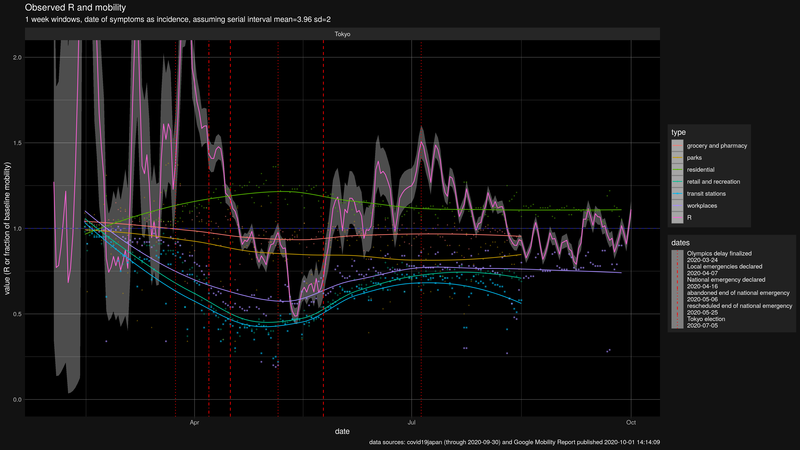 Observed R and mobility
1 week windows, date of symptoms as incidence, assuming serial interval mean=3.96 sd=2
Tokyo
2.0
1.5
1.0
0.5
0.0
value (R or fraction of baseline mobility)
Apr
Jul
Oct
date
type
grocery and pharmacy
parks
residential
retail and recreation
transit stations
workplaces
R
dates
Olympics delay finalized
2020-03-24
Local emergencies declared
2020-04-07
National emergency declared
2020-04-16
abandoned end of national emergency
2020-05-06
rescheduled end of national emergency
2020-05-25
Tokyo election
2020-07-05
data sources: covid19japan (through 2020-09-30) and Google Mobility Report published 2020-10-01 14:14:09